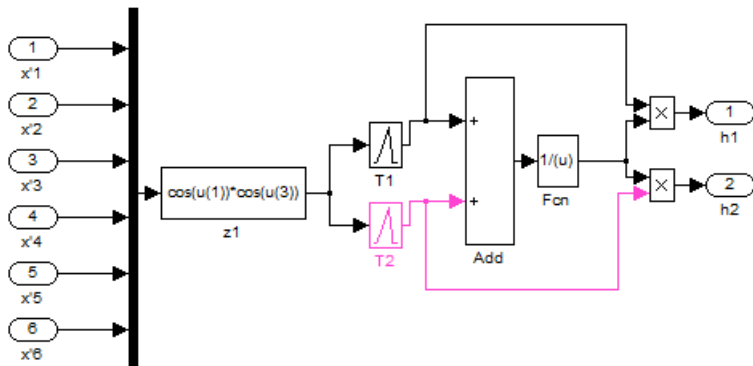 1
x'1
2
x'2
3
x'3
4
x'4
5
x'5
6
x'6
cos(u(1))*cos(u(3))
z1
T1
T2
+
+
Add
1/(u)
Fcn
×
×
1
h1
2
h2